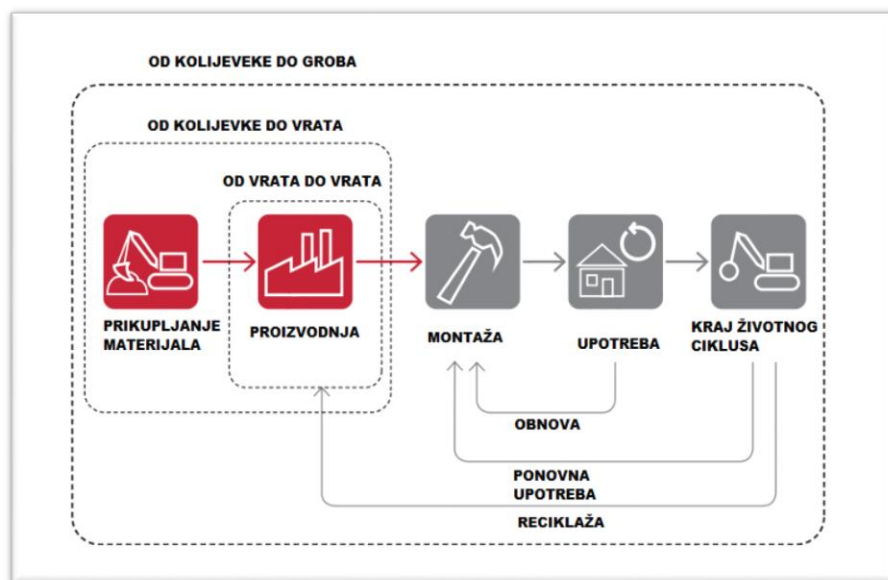 OD KOLIJEVEKE DO GROBA
OD KOLIJEVKE DO VRATA
OD VRATA DO VRATA
PRIKUPLJANJE
MATERIJALA
PROIZVODNJA
MONTAŽA
UPOTREBA
KRAJ ŽIVOTNOG
CIKLUSA
OBNOVA
PONOVNA
UPOTREBA
RECIKLAŽA